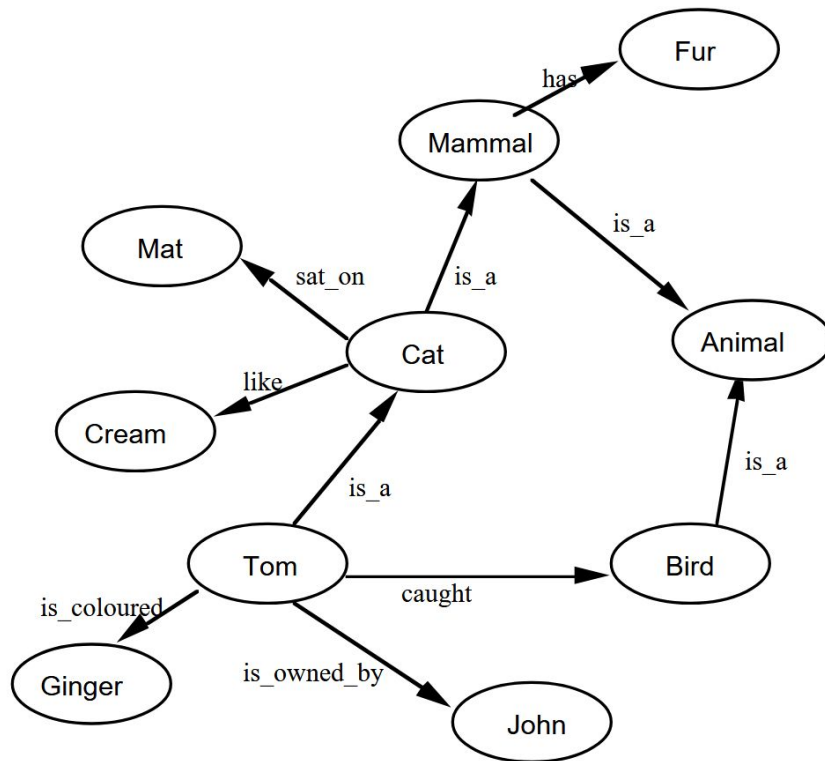 Fur
has
Mammal
Mat
is_a
sat_on
is_a
Animal
Cat
like
Cream
is_a
is_a
Tom
Bird
caught
is_coloured
is_owned_by
Ginger
John